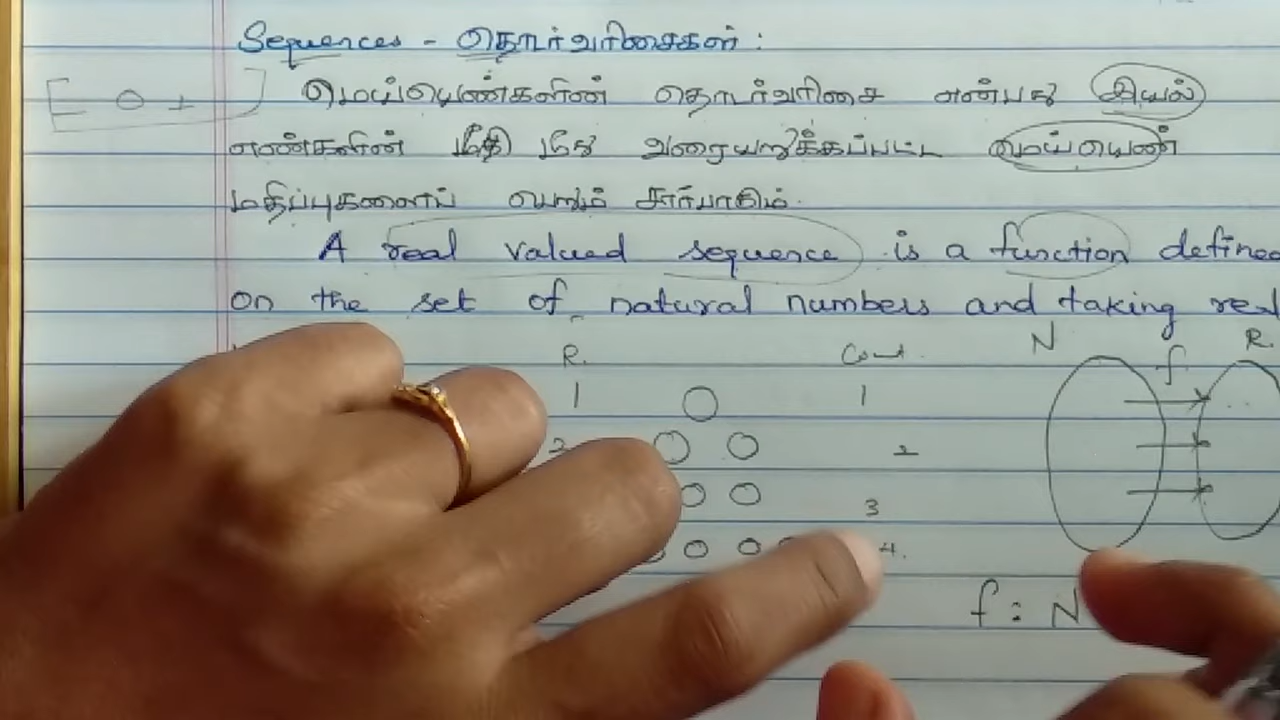 Sequences - தொடர்வரிசைகள் :
மெய்யெண்களின் தொடர்வரிசை என்பது இயல்
எண்களின் மீது வரையறுக்கப்பட்ட மெய்யெண்
மதிப்புகளைப் பெறும் சார்பாகும்.
A real valued sequence is a function defined
on the set of natural numbers and taking real
R. Count. N f R.
1 1
2 2
3
4.
f : N